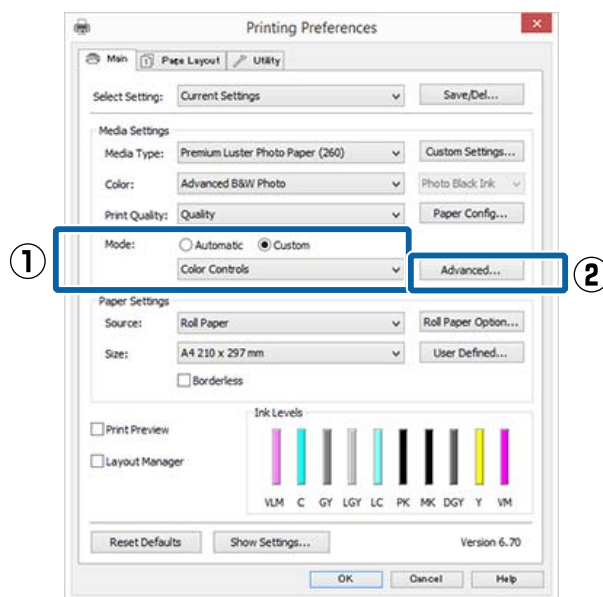 Printing Preferences
Main Page Layout Utility
Select Setting: Current Settings Save/Del...
Media Settings
Media Type: Premium Luster Photo Paper (260) Custom Settings...
Color: Advanced B&W Photo Photo Black Ink
Print Quality: Quality Paper Config...
Mode: Automatic Custom
① Color Controls Advanced... ②
Paper Settings
Source: Roll Paper Roll Paper Option...
Size: A4 210 x 297 mm User Defined...
Borderless
Ink Levels
Print Preview
Layout Manager
VLM C GY LGY LC PK MK DGY Y VM
Reset Defaults Show Settings... Version 6.70
OK Cancel Help